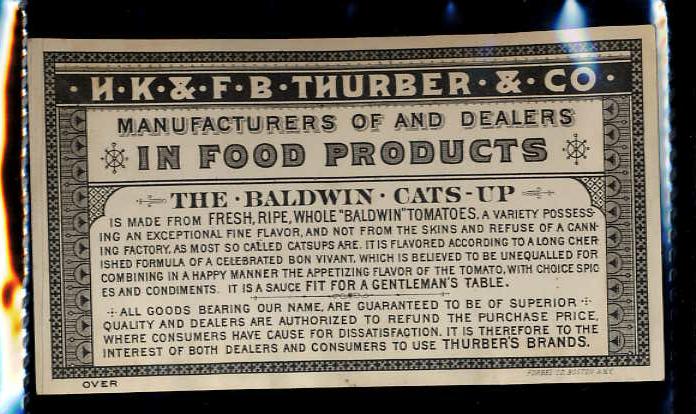 H·K·&·F·B·THURBER·&·CO·
MANUFACTURERS OF AND DEALERS
IN FOOD PRODUCTS
THE·BALDWIN·CATS-UP
IS MADE FROM FRESH, RIPE, WHOLE "BALDWIN" TOMATOES, A VARIETY POSSESS-
ING AN EXCEPTIONAL FINE FLAVOR, AND NOT FROM THE SKINS AND REFUSE OF A CANN-
ING FACTORY, AS MOST SO CALLED CATSUPS ARE. IT IS FLAVORED ACCORDING TO A LONG CHER-
ISHED FORMULA OF A CELEBRATED BON VIVANT, WHICH IS BELIEVED TO BE UNEQUALLED FOR
COMBINING IN A HAPPY MANNER THE APPETIZING FLAVOR OF THE TOMATO, WITH CHOICE SPIC
ES AND CONDIMENTS. IT IS A SAUCE FIT FOR A GENTLEMAN'S TABLE.
ALL GOODS BEARING OUR NAME, ARE GUARANTEED TO BE OF SUPERIOR
QUALITY AND DEALERS ARE AUTHORIZED TO REFUND THE PURCHASE PRICE,
WHERE CONSUMERS HAVE CAUSE FOR DISSATISFACTION. IT IS THEREFORE TO THE
INTEREST OF BOTH DEALERS AND CONSUMERS TO USE THURBER'S BRANDS.
FORBES CO. BOSTON & N.Y.
OVER